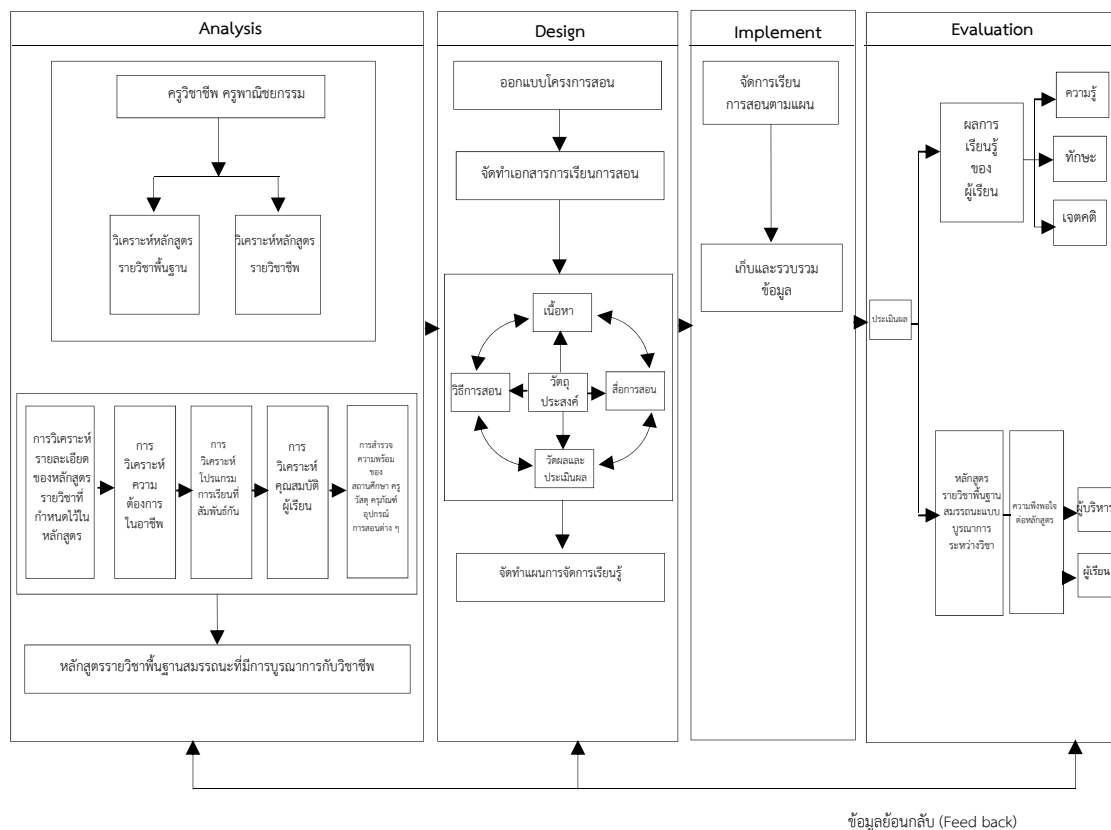 Analysis
ครูวิชาชีพ ครูพาณิชยกรรม
วิเคราะห์หลักสูตร
รายวิชาพื้นฐาน
วิเคราะห์หลักสูตร
รายวิชาชีพ
การวิเคราะห์
รายละเอียด
ของหลักสูตร
รายวิชาที่
กำหนดไว้ใน
หลักสูตร
การ
วิเคราะห์
ความ
ต้องการ
ในอาชีพ
การ
วิเคราะห์
โปรแกรม
การเรียนที่
สัมพันธ์กัน
การ
วิเคราะห์
คุณสมบัติ
ผู้เรียน
การสำรวจ
ความพร้อม
ของ
สถานศึกษา ครู
วัสดุ ครุภัณฑ์
อุปกรณ์
การสอนต่าง ๆ
หลักสูตรรายวิชาพื้นฐานสมรรถนะที่มีการบูรณาการกับวิชาชีพ
Design
ออกแบบโครงการสอน
จัดทำเอกสารการเรียนการสอน
เนื้อหา
วิธีการสอน
วัตถุ
ประสงค์
สื่อการสอน
วัดผลและ
ประเมินผล
จัดทำแผนการจัดการเรียนรู้
Implement
จัดการเรียน
การสอนตามแผน
เก็บและรวบรวม
ข้อมูล
Evaluation
ประเมินผล
ผลการ
เรียนรู้
ของ
ผู้เรียน
ความรู้
ทักษะ
เจตคติ
หลักสูตร
รายวิชาพื้นฐาน
สมรรถนะแบบ
บูรณาการ
ระหว่างวิชา
ความพึงพอใจ
ต่อหลักสูตร
ผู้บริหาร
ผู้เรียน
ข้อมูลย้อนกลับ (Feed back)